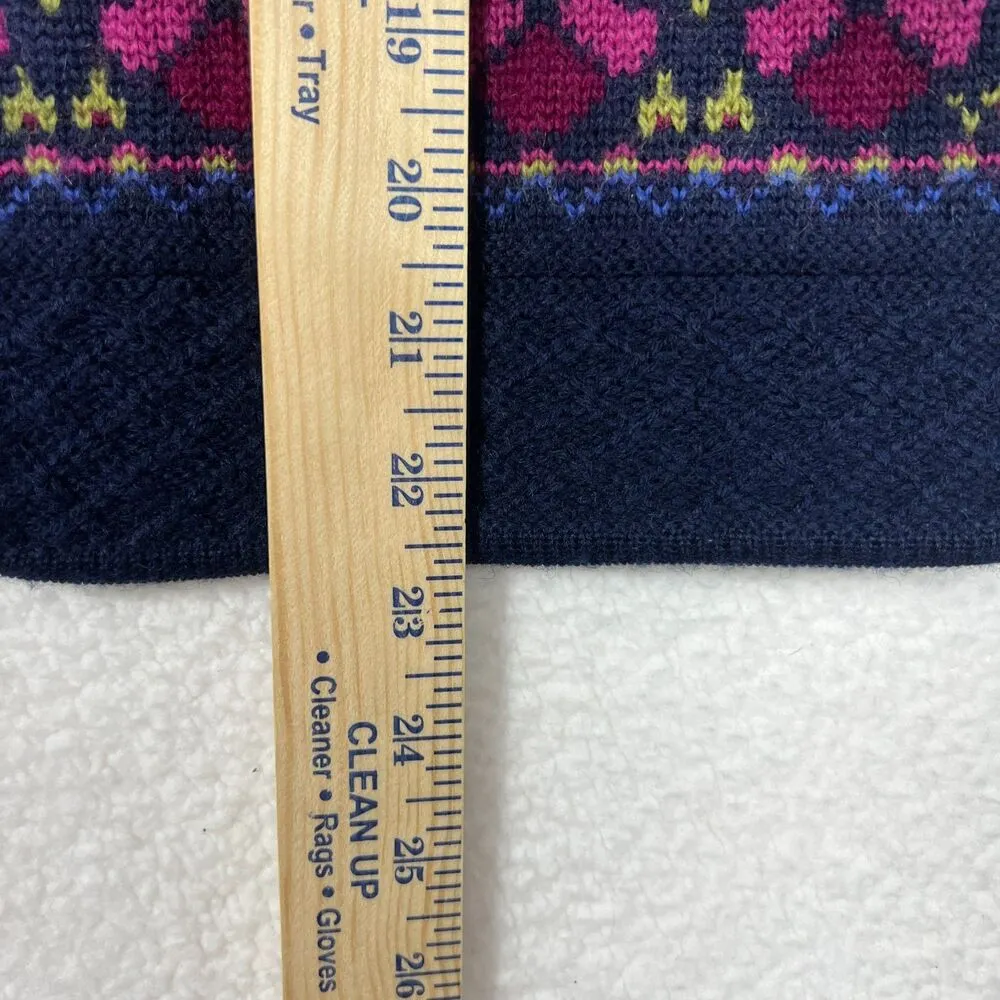 r • Tray
19
20
21
22
23
24
25
26
CLEAN UP
• Cleaner • Rags • Gloves